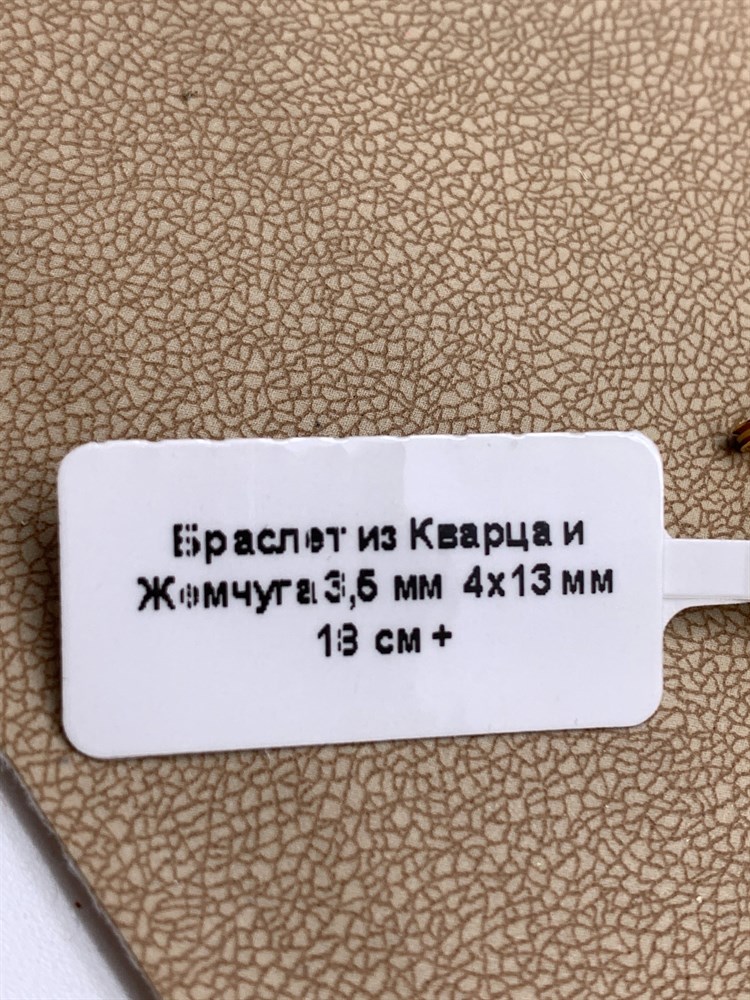 Браслет из Кварца и
Жемчуга 3,5 мм 4х13 мм
18 см +